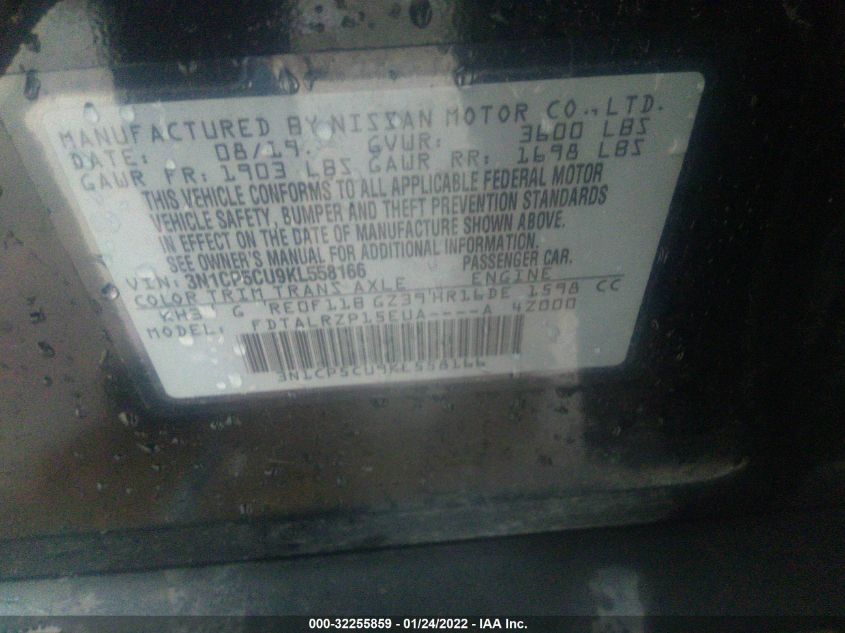 MANUFACTURED BY NISSAN MOTOR CO., LTD.
DATE: 08/19. GVWR: 3600 LBS
GAWR FR: 1903 LBS GAWR RR: 1698 LBS
THIS VEHICLE CONFORMS TO ALL APPLICABLE FEDERAL MOTOR
VEHICLE SAFETY, BUMPER AND THEFT PREVENTION STANDARDS
IN EFFECT ON THE DATE OF MANUFACTURE SHOWN ABOVE.
SEE OWNER'S MANUAL FOR ADDITIONAL INFORMATION.
VIN: 3N1CP5CU9KL558166 PASSENGER CAR.
COLOR TRIM TRANS AXLE ENGINE
KH3 G RE0F11B GZ39 HR16DE 1598 CC
MODEL: FDTALRZP15EUA----A 4Z000
3N1CP5CU9KL558166
000-32255859 - 01/24/2022 - IAA Inc.